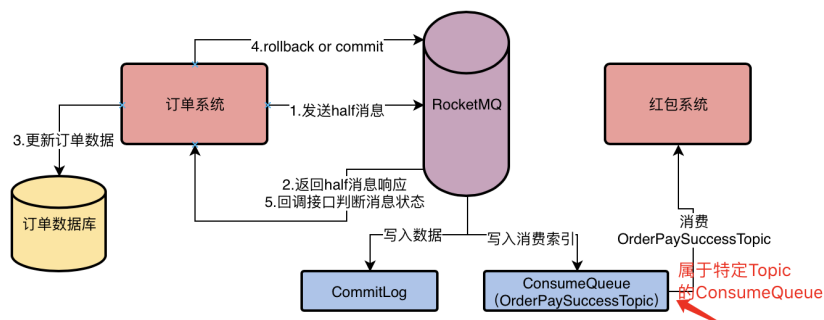 4.rollback or commit
订单系统
RocketMQ
红包系统
1.发送half消息
3.更新订单数据
2.返回half消息响应
5.回调接口判断消息状态
订单数据库
消费
OrderPaySuccessTopic
写入数据
写入消费索引
属于特定Topic
的ConsumeQueue
CommitLog
ConsumeQueue
（OrderPaySuccessTopic）